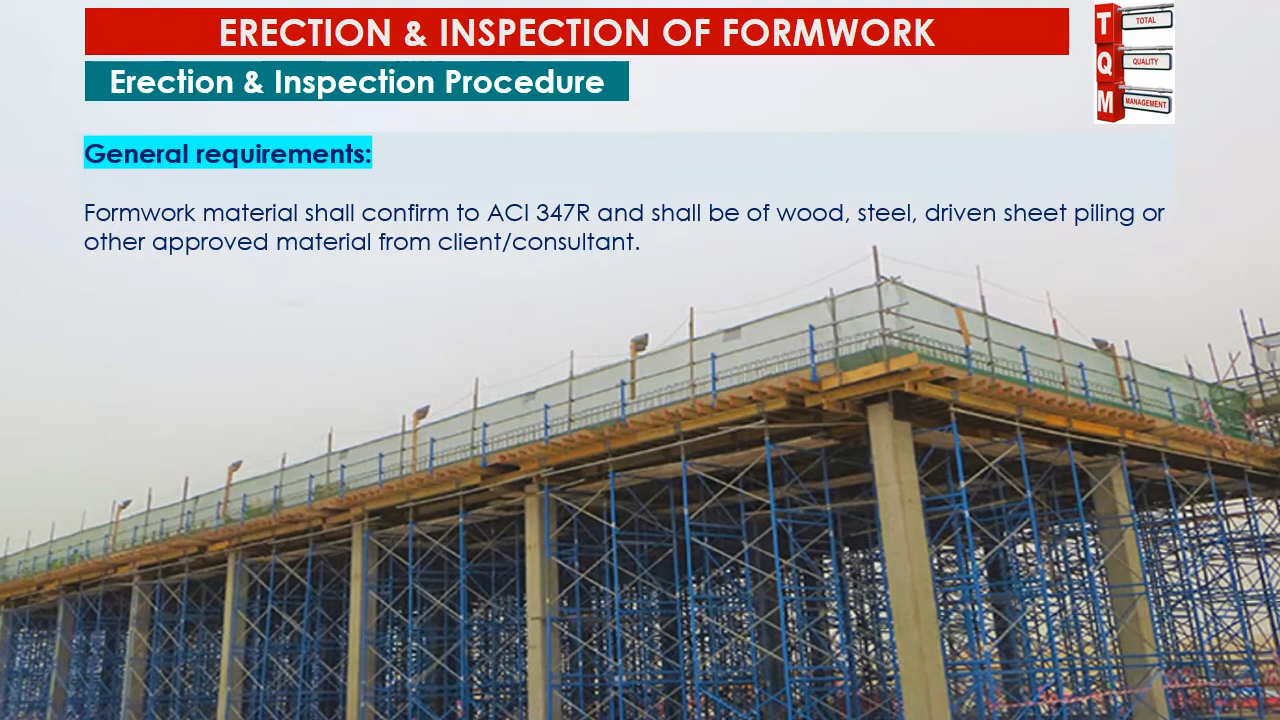 ERECTION & INSPECTION OF FORMWORK
Erection & Inspection Procedure
T TOTAL
Q QUALITY
M MANAGEMENT
General requirements:
Formwork material shall confirm to ACI 347R and shall be of wood, steel, driven sheet piling or
other approved material from client/consultant.